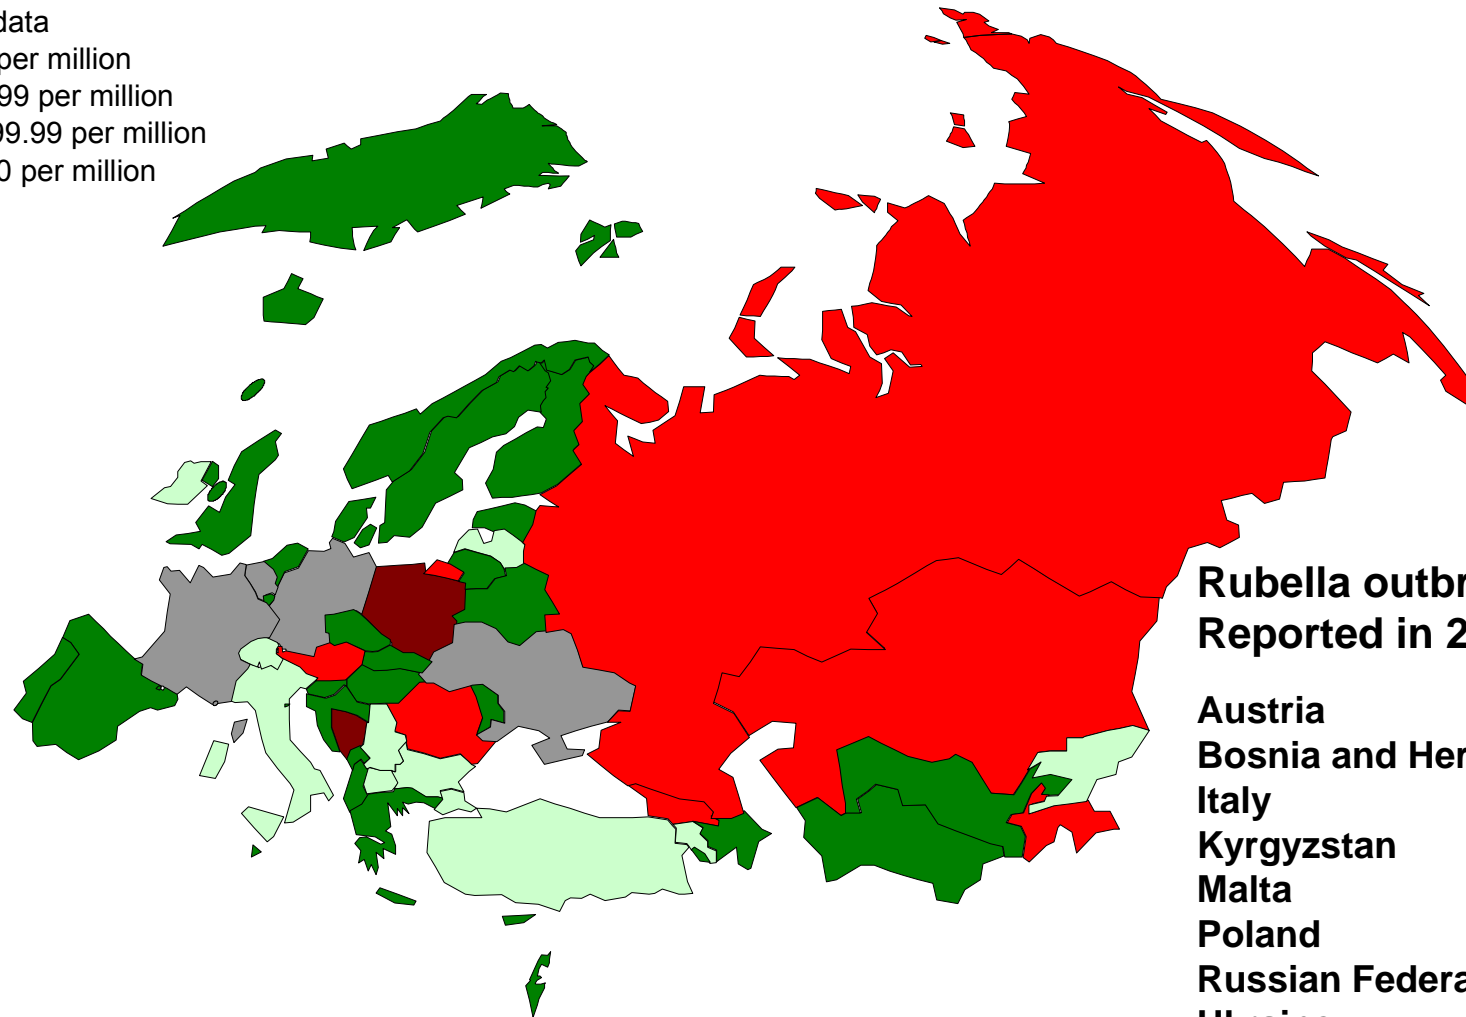 data
per million
99 per million
99.99 per million
0 per million
Rubella outbr
Reported in 2
Austria
Bosnia and Her
Italy
Kyrgyzstan
Malta
Poland
Russian Federa
Ukraine